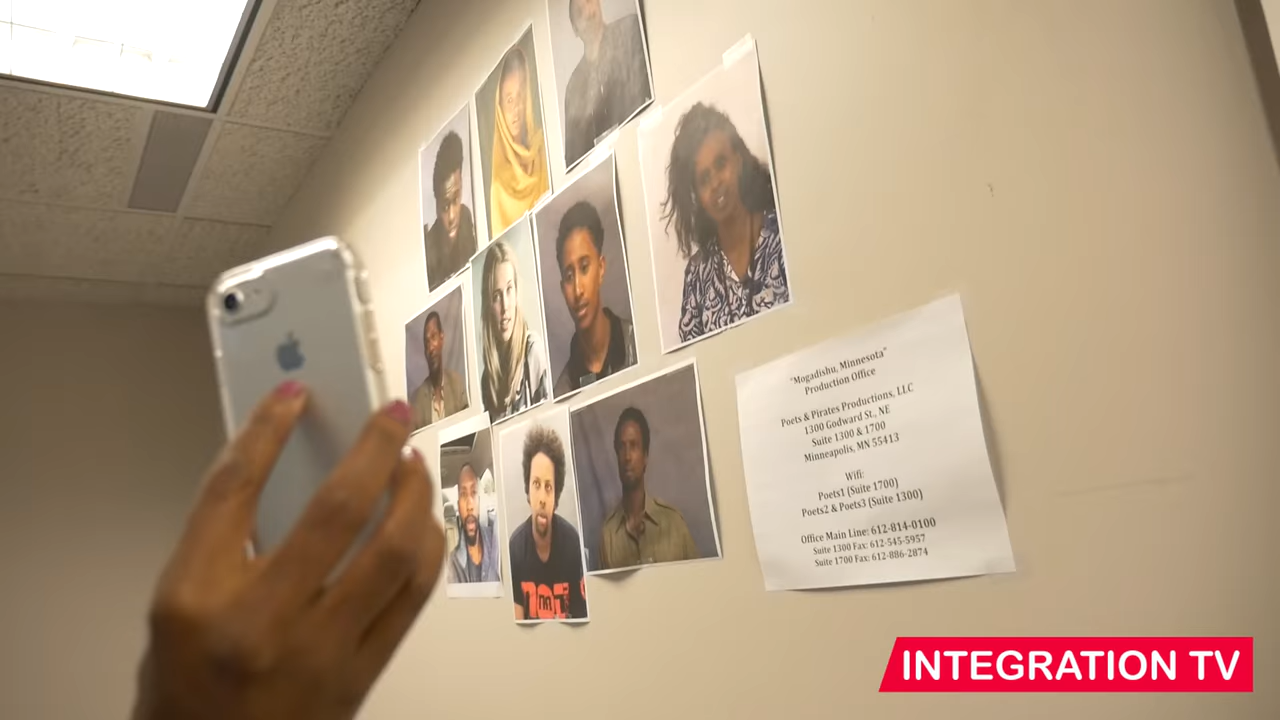 "Mogadishu, Minnesota"
Production Office
Poets & Pirates Productions, LLC
1300 Godward St., NE
Suite 1300 & 1700
Minneapolis, MN 55413
Wifi:
Poets1 (Suite 1700)
Poets2 & Poets3 (Suite 1300)
Office Main Line: 612-814-0100
Suite 1300 Fax: 612-545-5957
Suite 1700 Fax: 612-886-2874
INTEGRATION TV